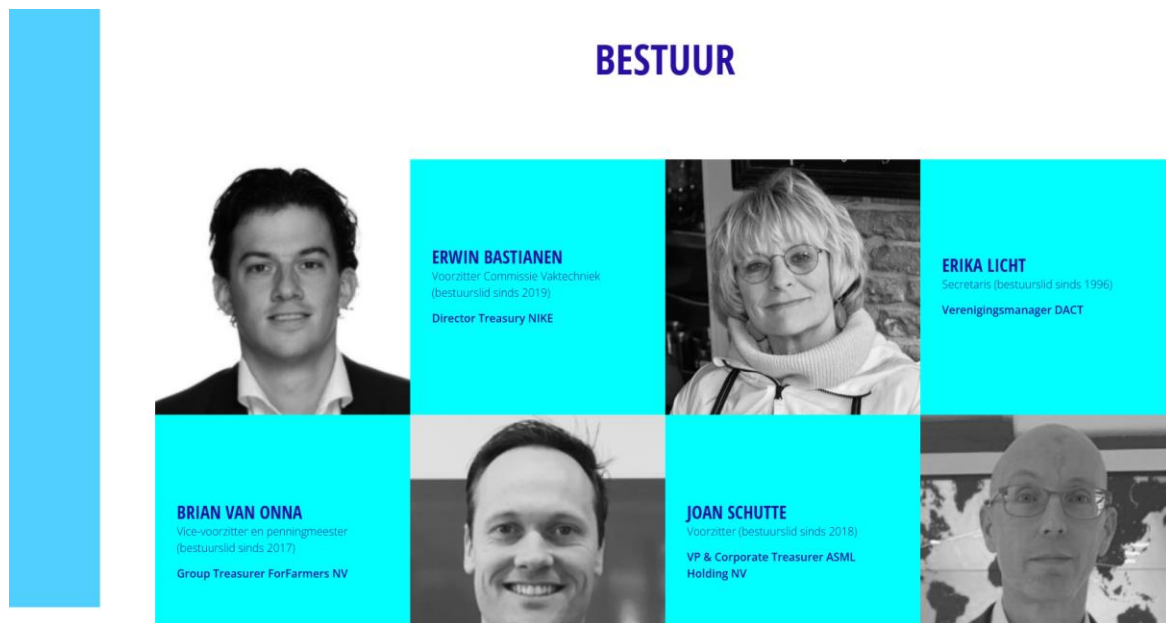 BESTUUR
ERWIN BASTIANEN
Voorzitter Commissie Vaktechniek
(bestuurslid sinds 2019)
Director Treasury NIKE
ERIKA LICHT
Secretaris (bestuurslid sinds 1996)
Verenigingsmanager DACT
BRIAN VAN ONNA
Vice-voorzitter en penningmeester
(bestuurslid sinds 2017)
Group Treasurer ForFarmers NV
JOAN SCHUTTE
Voorzitter (bestuurslid sinds 2018)
VP & Corporate Treasurer ASML
Holding NV